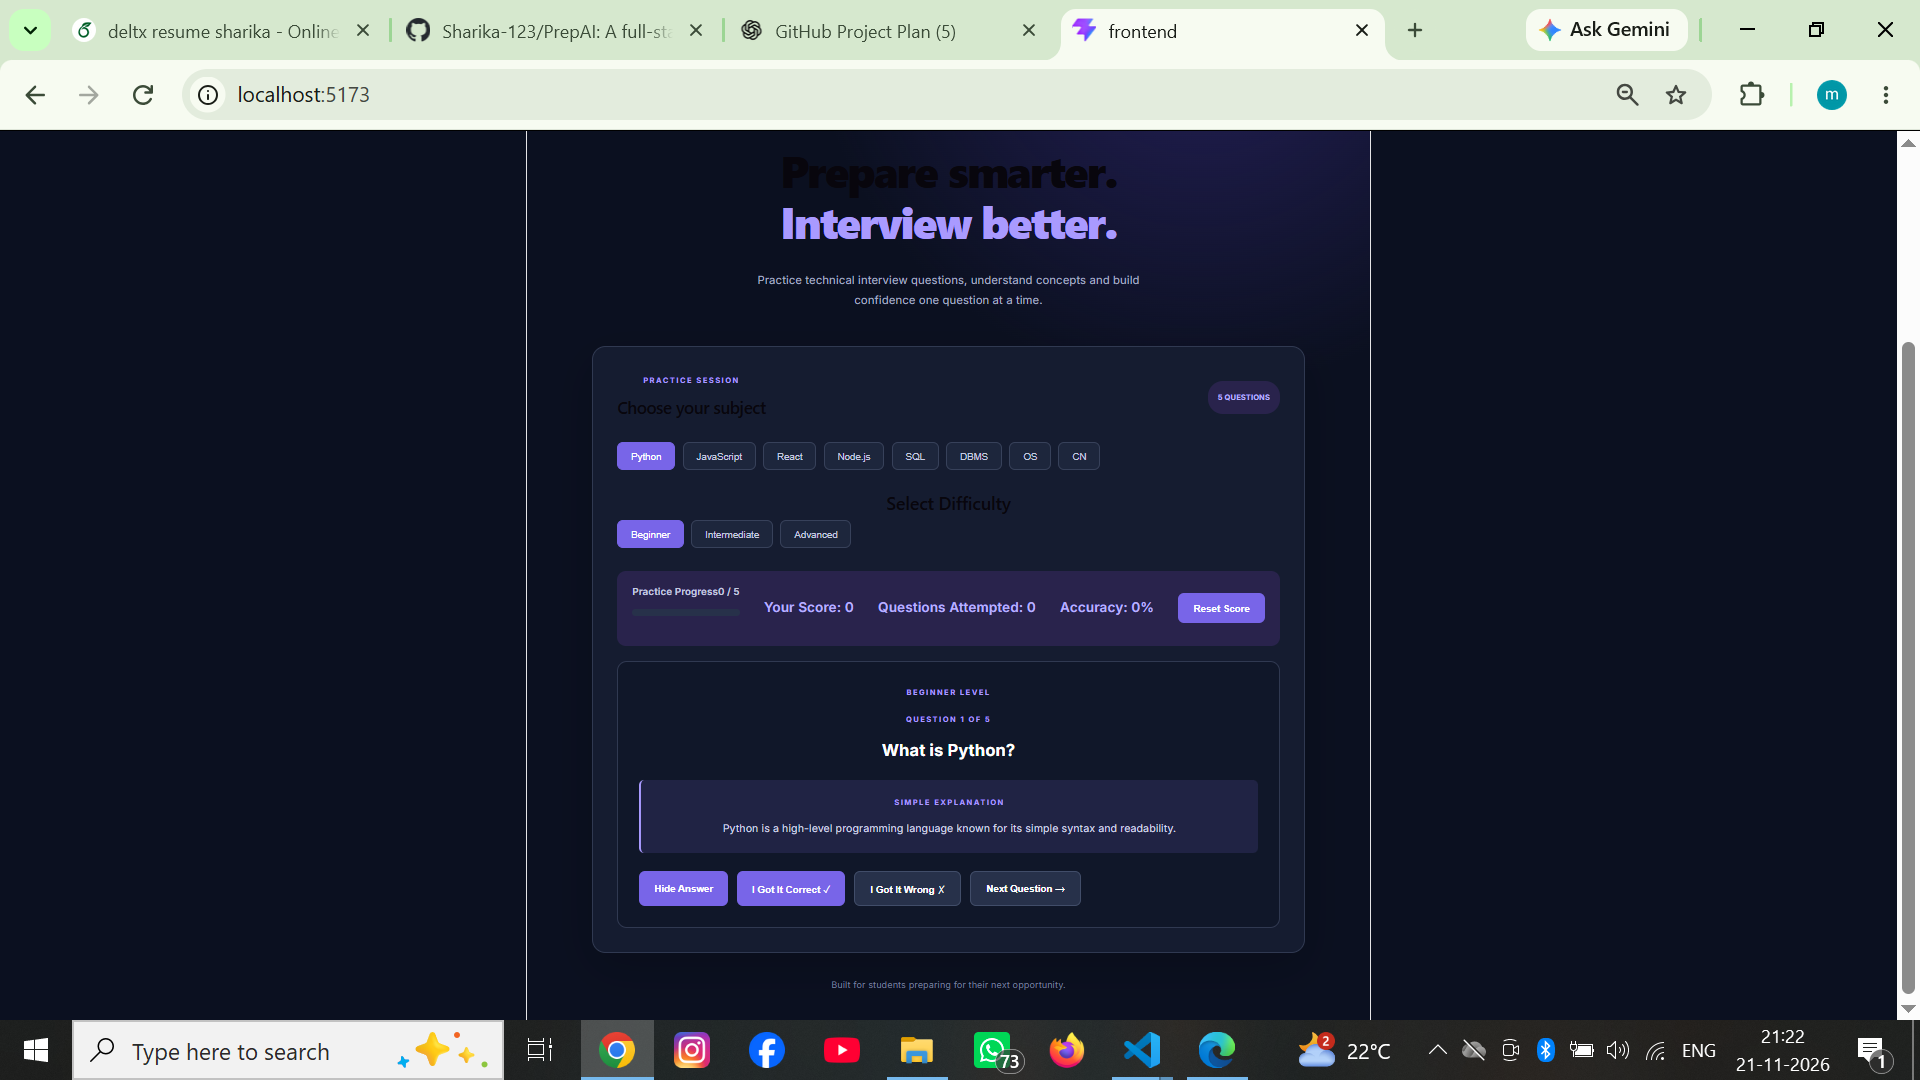 deltx resume sharika - Online
Sharika-123/PrepAI: A full-sta
GitHub Project Plan (5)
frontend
Ask Gemini
localhost:5173
m
Prepare smarter.
Interview better.
Practice technical interview questions, understand concepts and build
confidence one question at a time.
PRACTICE SESSION
Choose your subject
5 QUESTIONS
Python JavaScript React Node.js SQL DBMS OS CN
Select Difficulty
Beginner Intermediate Advanced
Practice Progress0 / 5
Your Score: 0 Questions Attempted: 0 Accuracy: 0% Reset Score
BEGINNER LEVEL
QUESTION 1 OF 5
What is Python?
SIMPLE EXPLANATION
Python is a high-level programming language known for its simple syntax and readability.
Hide Answer I Got It Correct ✓ I Got It Wrong ✗ Next Question →
Built for students preparing for their next opportunity.
Type here to search
73
2
22°C
ENG
21:22
21-11-2026
1